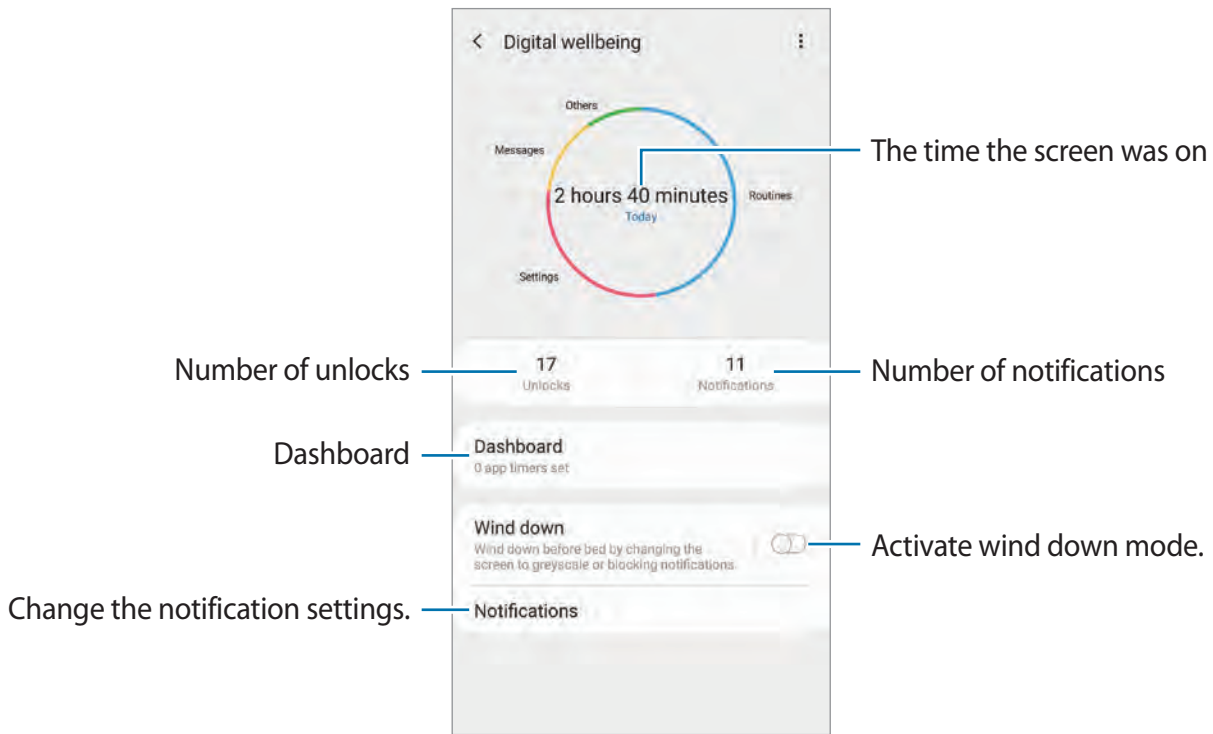 Digital wellbeing
Others
Messages
The time the screen was on
2 hours 40 minutes
Routines
Today
Settings
17
11
Number of unlocks
Number of notifications
Unlocks
Notifications
Dashboard
Dashboard
0 app timers set
Wind down
Wind down before bed by changing the
screen to greyscale or blocking notifications.
Activate wind down mode.
Change the notification settings.
Notifications